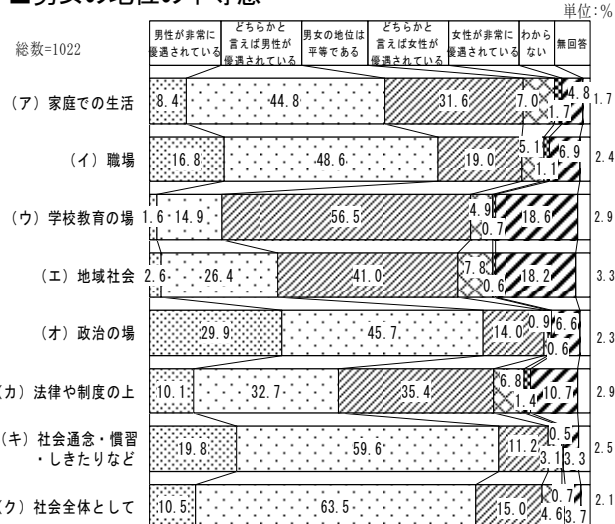 ■男女の地位の平等感
単位：％
総数=1022
男性が非常に優遇されている
どちらかと言えば男性が優遇されている
男女の地位は平等である
どちらかと言えば女性が優遇されている
女性が非常に優遇されている
わからない
無回答
（ア）家庭での生活 8.4 44.8 31.6 7.0 1.7 4.8 1.7
（イ）職場 16.8 48.6 19.0 5.1 1.1 6.9 2.4
（ウ）学校教育の場 1.6 14.9 56.5 4.9 0.7 18.6 2.9
（エ）地域社会 2.6 26.4 41.0 7.8 0.6 18.2 3.3
（オ）政治の場 29.9 45.7 14.0 0.9 0.6 6.6 2.3
（カ）法律や制度の上 10.1 32.7 35.4 6.8 1.4 10.7 2.9
（キ）社会通念・慣習
・しきたりなど 19.8 59.6 11.2 3.1 0.5 3.3 2.5
（ク）社会全体として 10.5 63.5 15.0 4.6 0.7 3.7 2.1